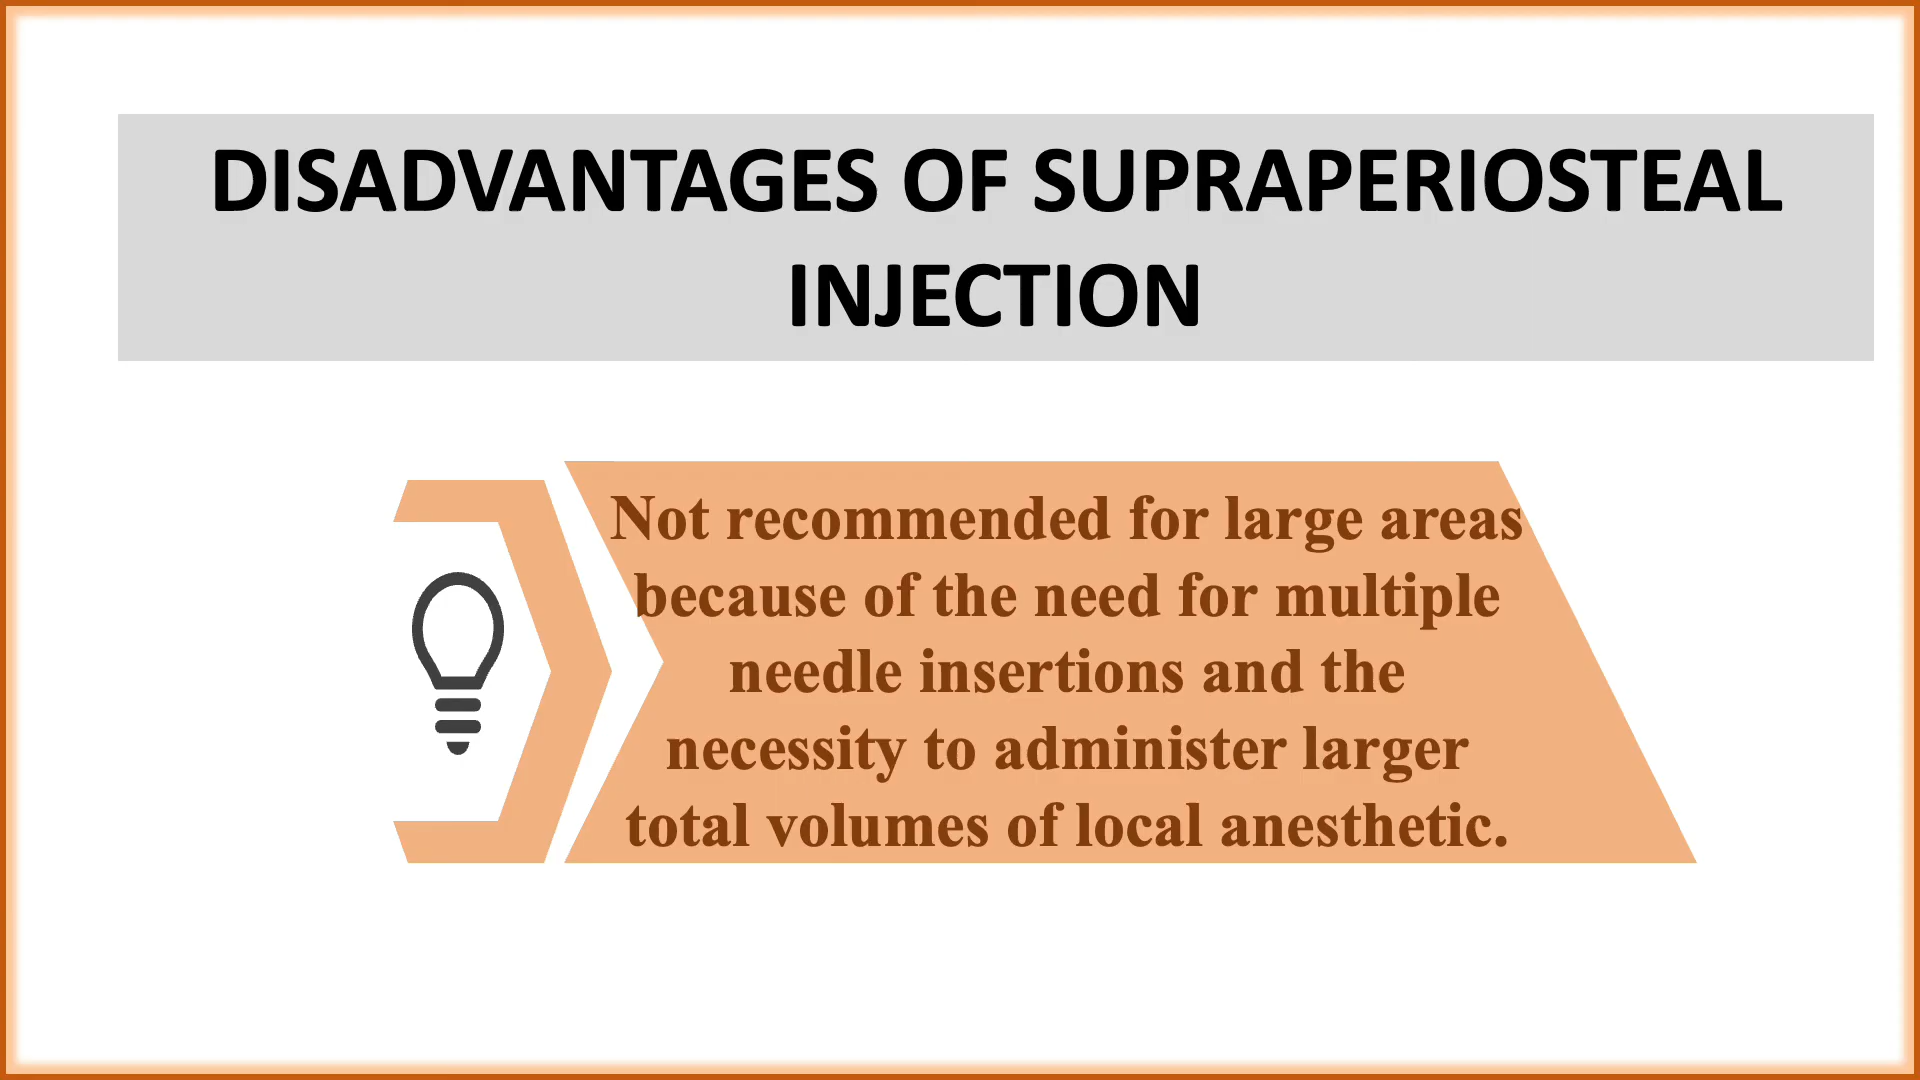 DISADVANTAGES OF SUPRAPERIOSTEAL
INJECTION
Not recommended for large areas
because of the need for multiple
needle insertions and the
necessity to administer larger
total volumes of local anesthetic.